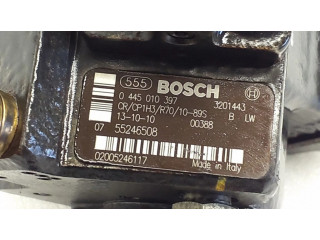 555 BOSCH
0 445 010 397 3201443
CR/CP1H3/R70/10-89S B LW
13-10-10 00388
07 55246508
02005246117 Made in Italy